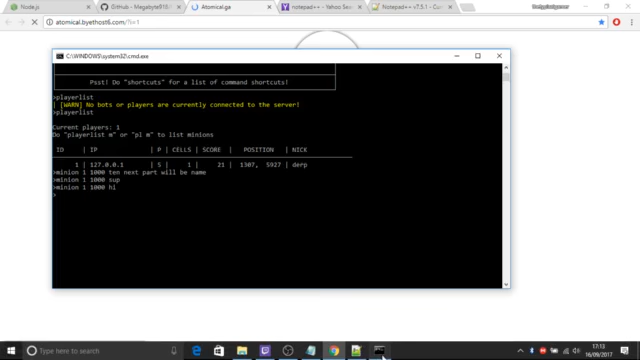 Node.js
GitHub - Megabyte918/
Atomical.ga
notepad++ - Yahoo Sea
Notepad++ - v7.5.1 - Cur
atomical.byethost6.com/?i=1
C:\WINDOWS\system32\cmd.exe
Psst! Do "shortcuts" for a list of command shortcuts!
>playerlist
| [WARN] No bots or players are currently connected to the server!
>playerlist
Current players: 1
Do "playerlist m" or "pl m" to list minions
ID | IP | P | CELLS | SCORE | POSITION | NICK
1 | 127.0.0.1 | 5 | 1 | 21 | 1307, 5927 | derp
>minion 1 1000 ten next part will be name
>minion 1 1000 sup
>minion 1 1000 hi
>
Type here to search
17:13
16/09/2017